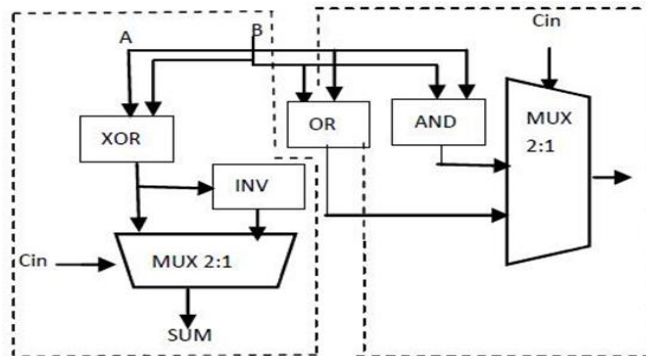 Cin
A
B
XOR
OR
AND
MUX
2:1
INV
Cin
MUX 2:1
SUM